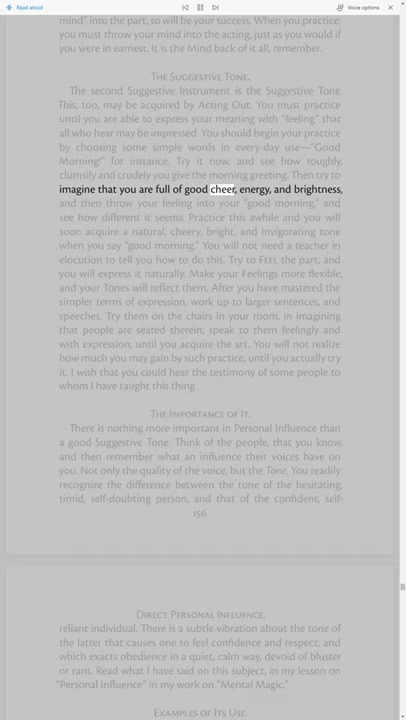 Read aloud
Voice options
mind" into the part, so will be your success. When you practice;
you must throw your mind into the acting, just as you would if
you were in earnest. It is the Mind back of it all, remember.
The Suggestive Tone.
The second Suggestive Instrument is the Suggestive Tone.
This, too, may be acquired by Acting Out. You must practice
until you are able to express your meaning with "feeling" that
all who hear may be impressed. You should begin your practice
by choosing some simple words in every-day use—"Good
Morning!" for instance. Try it now, and see how roughly,
clumsily and crudely you give the morning greeting. Then try to
imagine that you are full of good cheer, energy, and brightness,
and then throw your feeling into your "good morning," and
see how different it seems. Practice this awhile and you will
soon acquire a natural, cheery, bright, and invigorating tone
when you say "good morning." You will not need a teacher in
elocution to tell you how to do this. Try to Feel the part, and
you will express it naturally. Make your Feelings more flexible,
and your Tones will reflect them. After you have mastered the
simpler terms of expression, work up to larger sentences, and
speeches. Try them on the chairs in your room, in imagining
that people are seated therein; speak to them feelingly and
with expression, until you acquire the art. You will not realize
how much you may gain by such practice, until you actually try
it. I wish that you could hear the testimony of some people to
whom I have taught this thing.
The Importance of It.
There is nothing more important in Personal Influence than
a good Suggestive Tone. Think of the people, that you know,
and then remember what an influence their voices have on
you. Not only the quality of the voice, but the Tone. You readily
recognize the difference between the tone of the hesitating,
timid, self-doubting person, and that of the confident, self-
156
Direct Personal Influence.
reliant individual. There is a subtle vibration about the tone of
the latter that causes one to feel confidence and respect, and
which exacts obedience in a quiet, calm way, devoid of bluster
or rant. Read what I have said on this subject, in my lesson on
"Personal Influence" in my work on "Mental Magic."
Examples of Its Use.